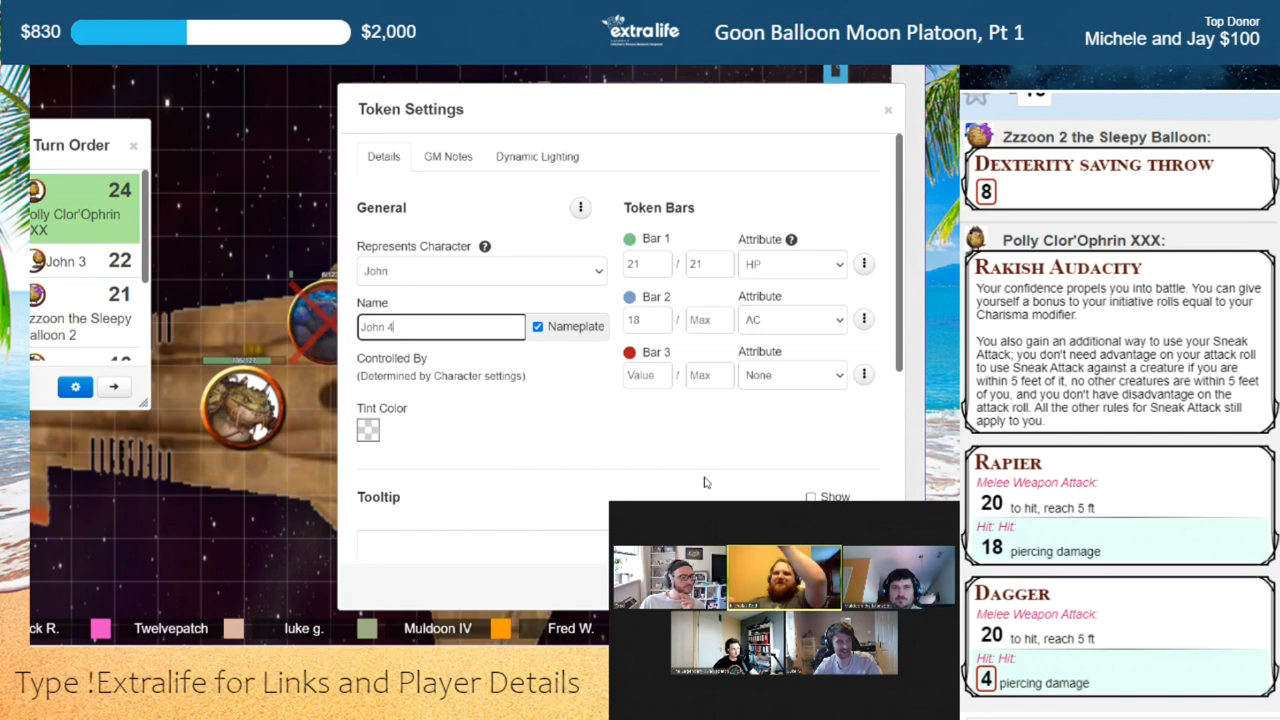 $830
$2,000
extralife
Goon Balloon Moon Platoon, Pt 1
Top Donor
Michele and Jay $100
Turn Order ×
24
olly Clor'Ophrin
XX
John 3 22
21
zzoon the Sleepy
alloon 2
Token Settings ×
Details GM Notes Dynamic Lighting
General
Represents Character ?
John
Name
John 4
Nameplate
Controlled By
(Determined by Character settings)
Tint Color
Tooltip
Show
Token Bars
Bar 1 Attribute ?
21 / 21 HP
Bar 2 Attribute
18 / Max AC
Bar 3 Attribute
Value / Max None
Zzzoon 2 the Sleepy Balloon:
DEXTERITY SAVING THROW
8
Polly Clor'Ophrin XXX:
RAKISH AUDACITY
Your confidence propels you into battle. You can give
yourself a bonus to your initiative rolls equal to your
Charisma modifier.
You also gain an additional way to use your Sneak
Attack; you don't need advantage on your attack roll
to use Sneak Attack against a creature if you are
within 5 feet of it, no other creatures are within 5 feet
of you, and you don't have disadvantage on the
attack roll. All the other rules for Sneak Attack still
apply to you.
RAPIER
Melee Weapon Attack:
20 to hit, reach 5 ft
Hit: Hit:
18 piercing damage
DAGGER
Melee Weapon Attack:
20 to hit, reach 5 ft
Hit: Hit:
4 piercing damage
ck R. Twelvepatch luke g. Muldoon IV Fred W.
Type !Extralife for Links and Player Details